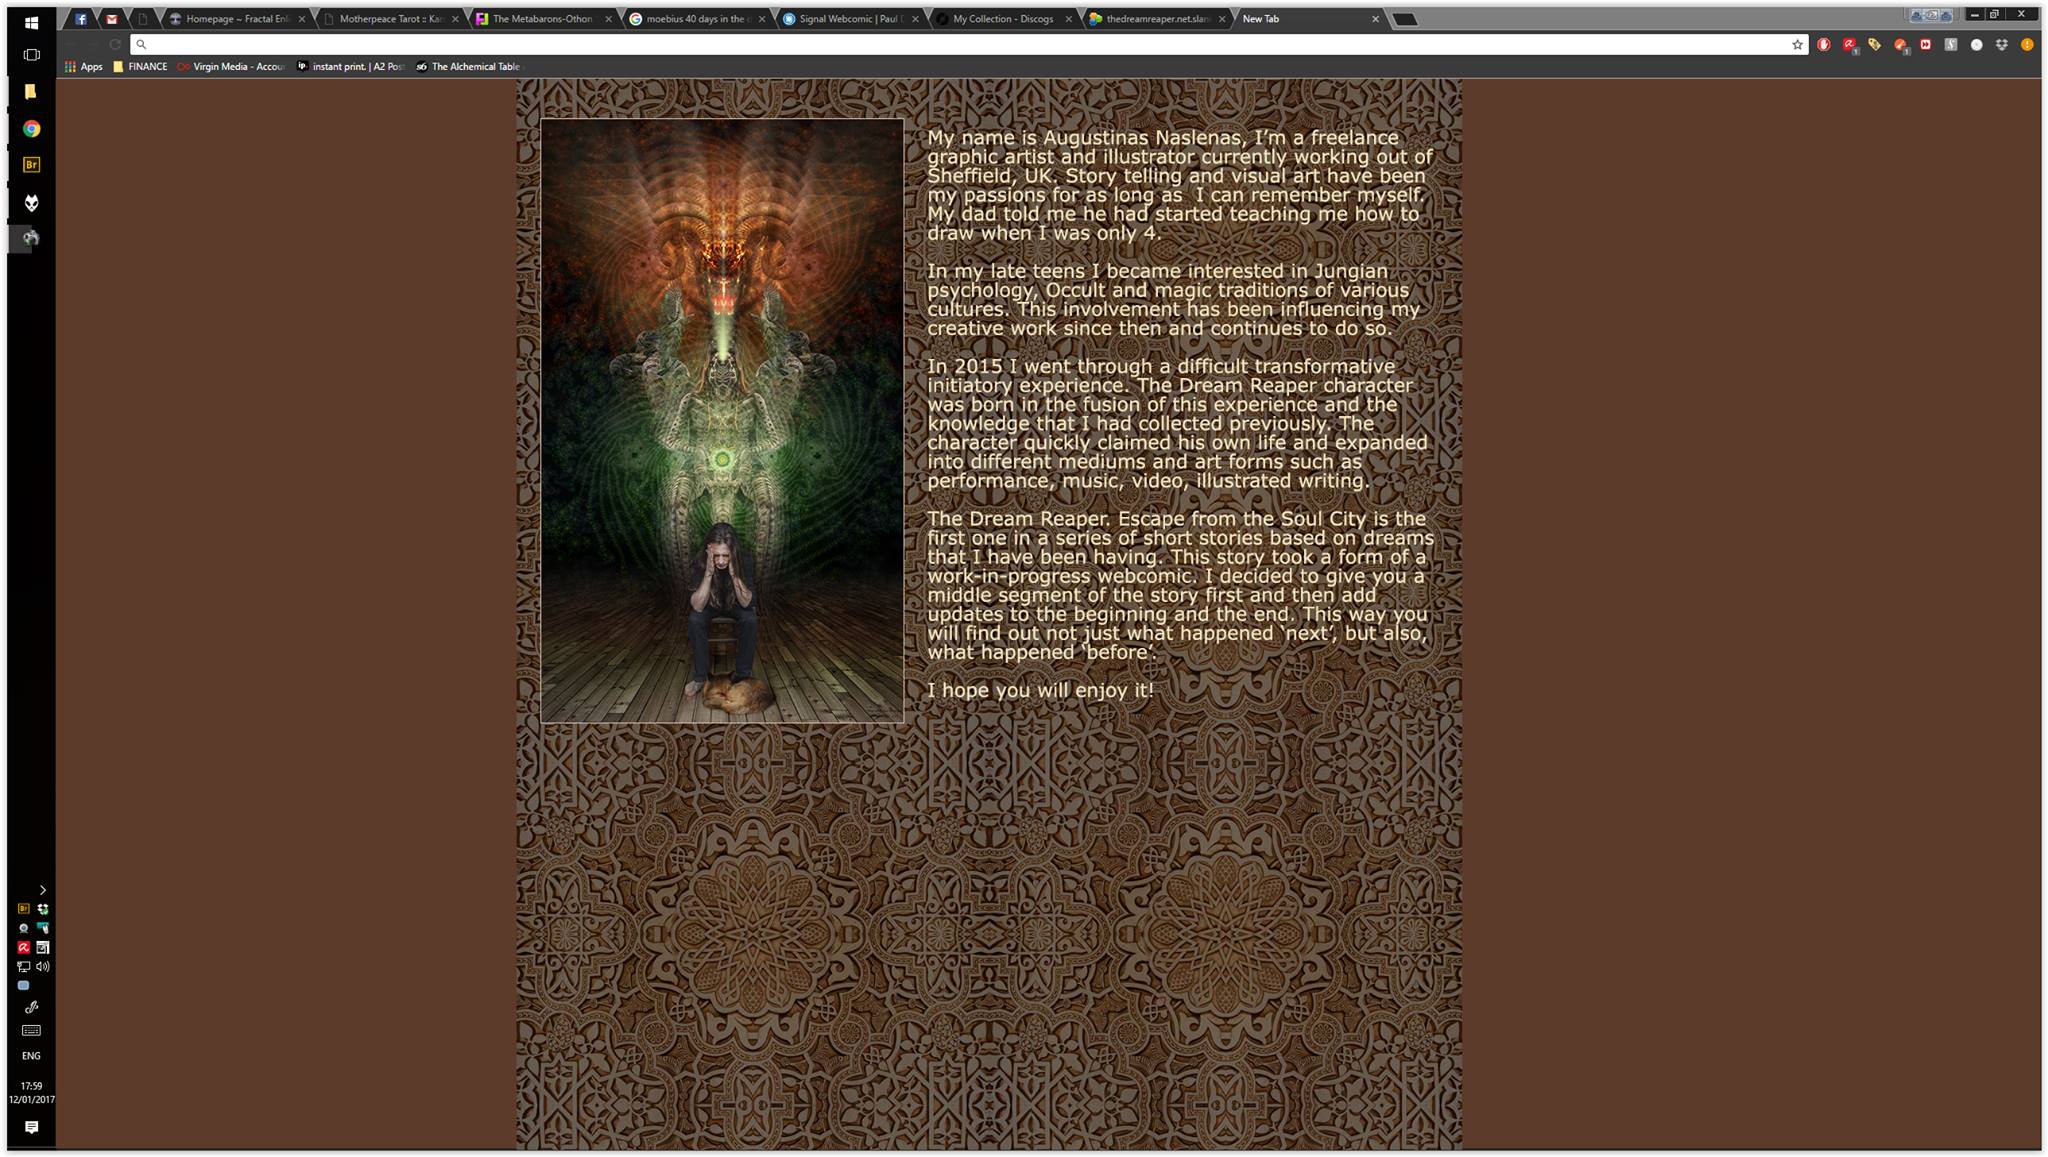 Homepage ~ Fractal Enl
Motherpeace Tarot :: Kar
The Metabarons-Othon
moebius 40 days in the d
Signal Webcomic | Paul D
My Collection - Discogs
thedreamreaper.net.slan
New Tab
Apps
FINANCE
Virgin Media - Accou
instant print. | A2 Pos
The Alchemical Table
My name is Augustinas Naslenas, I’m a freelance
graphic artist and illustrator currently working out of
Sheffield, UK. Story telling and visual art have been
my passions for as long as  I can remember myself.
My dad told me he had started teaching me how to
draw when I was only 4.
In my late teens I became interested in Jungian
psychology, Occult and magic traditions of various
cultures. This involvement has been influencing my
creative work since then and continues to do so.
In 2015 I went through a difficult transformative
initiatory experience. The Dream Reaper character
was born in the fusion of this experience and the
knowledge that I had collected previously. The
character quickly claimed his own life and expanded
into different mediums and art forms such as
performance, music, video, illustrated writing.
The Dream Reaper. Escape from the Soul City is the
first one in a series of short stories based on dreams
that I have been having. This story took a form of a
work-in-progress webcomic. I decided to give you a
middle segment of the story first and then add
updates to the beginning and the end. This way you
will find out not just what happened ‘next’, but also,
what happened ‘before’.
I hope you will enjoy it!
Br
Br
ENG
17:59
12/01/2017